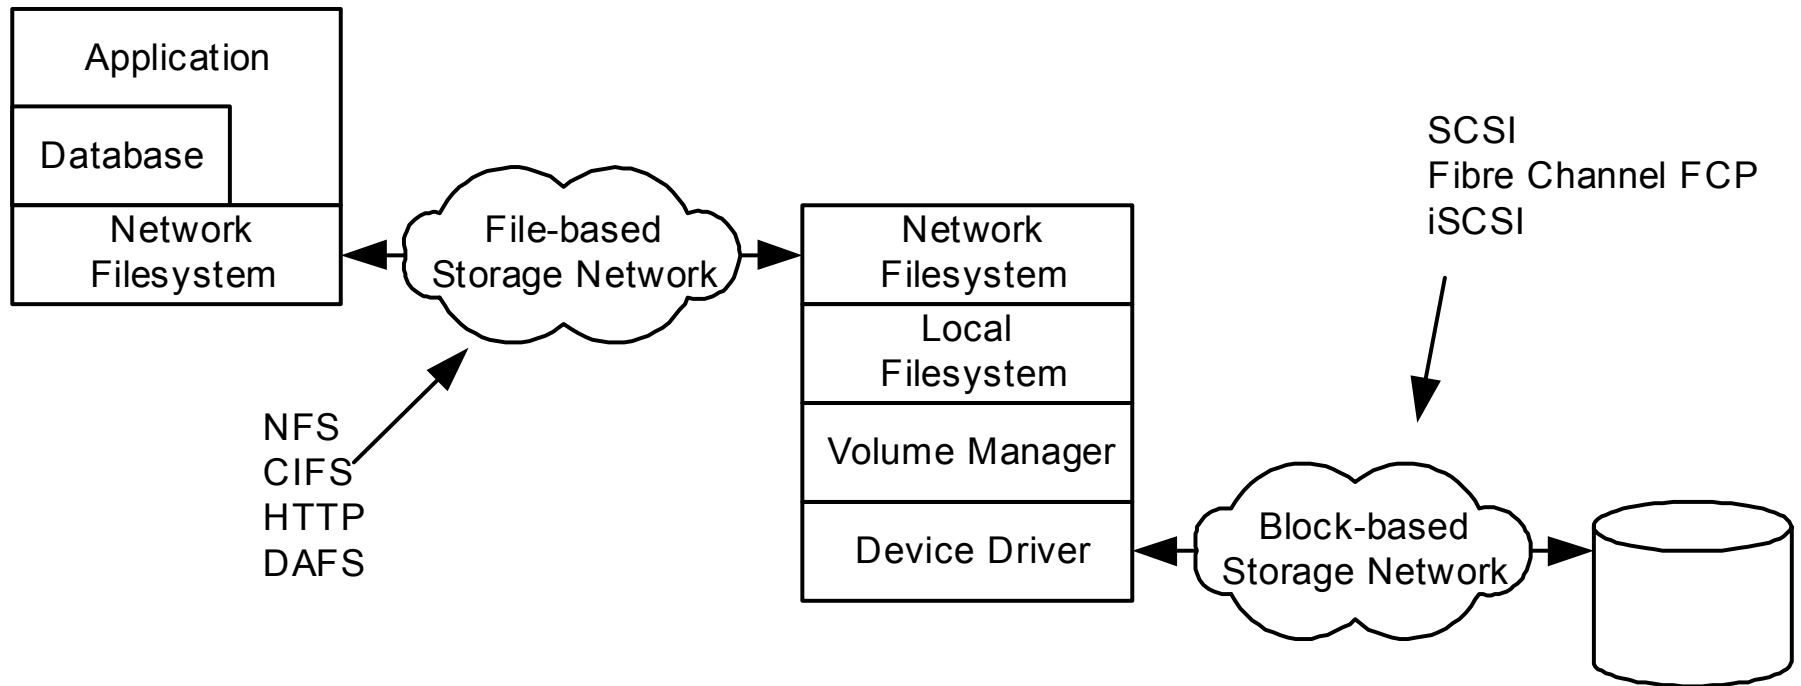 Application
Database
Network
Filesystem
File-based
Storage Network
NFS
CIFS
HTTP
DAFS
Network
Filesystem
Local
Filesystem
Volume Manager
Device Driver
SCSI
Fibre Channel FCP
iSCSI
Block-based
Storage Network